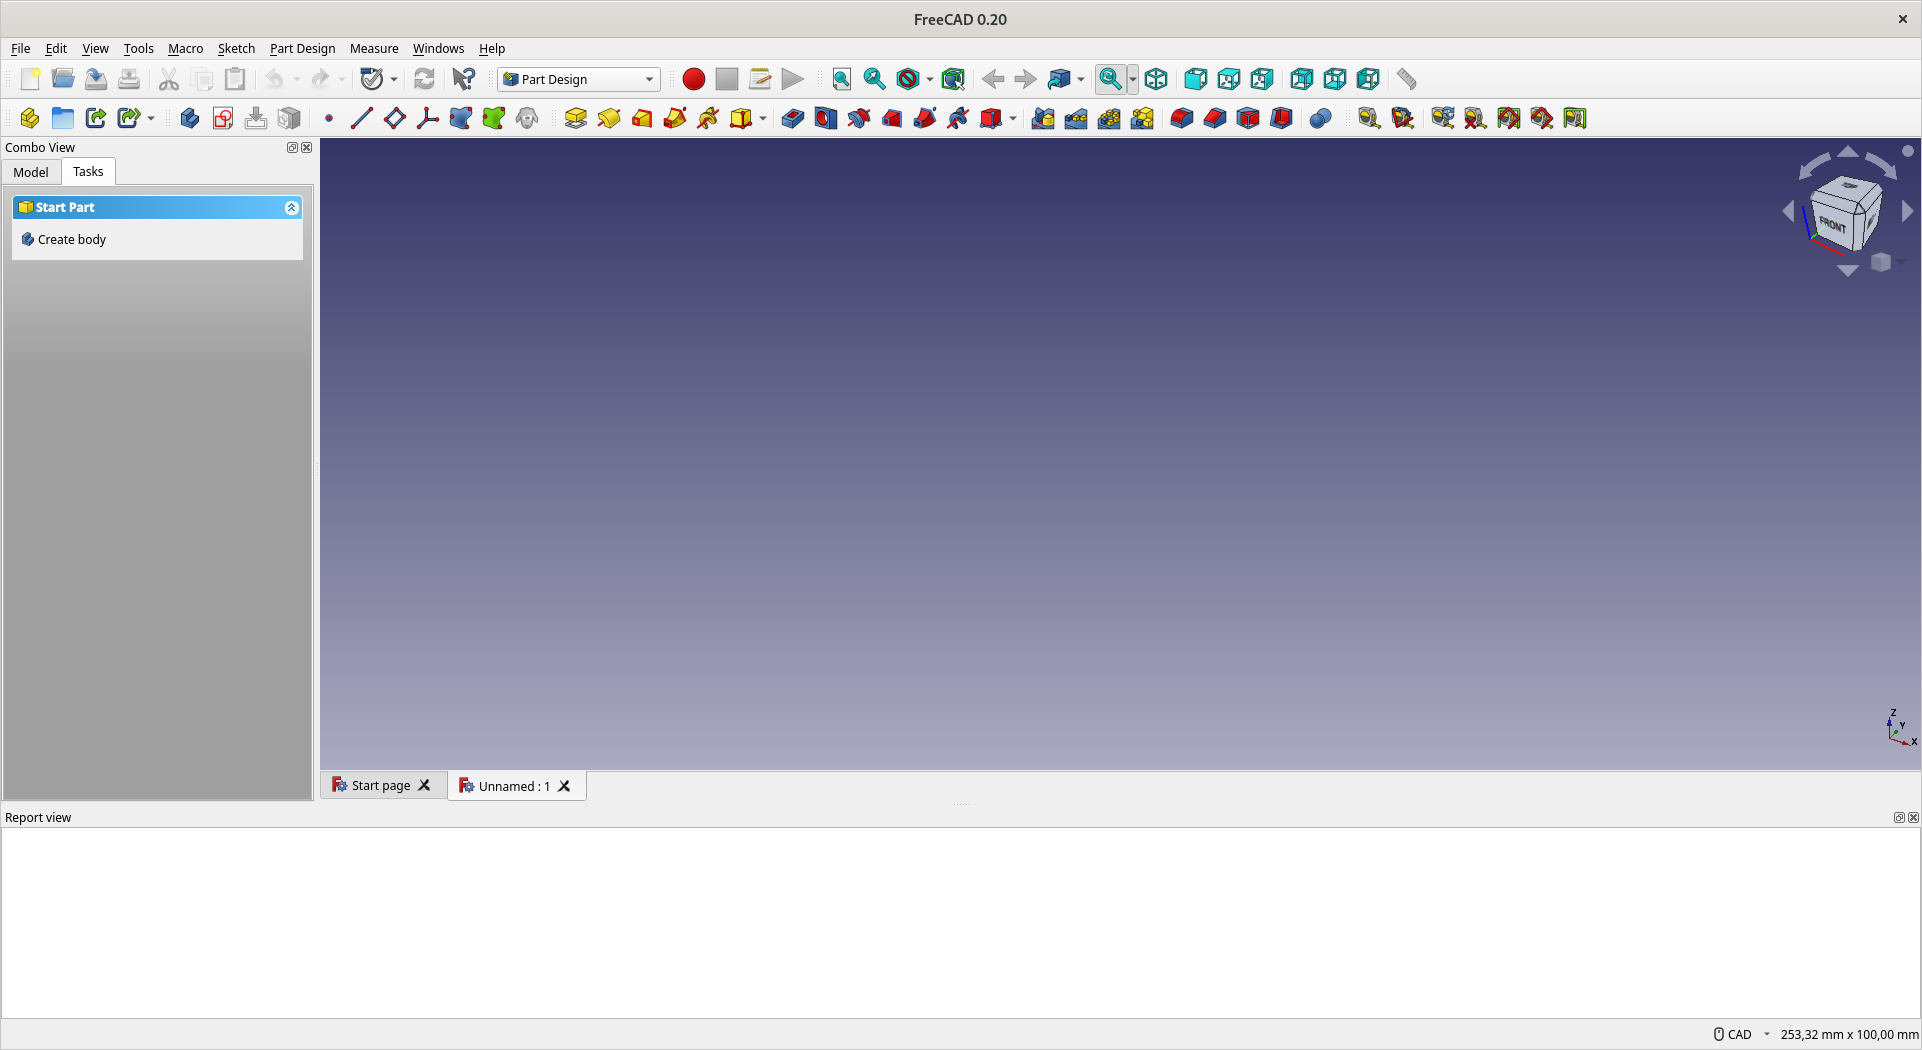 FreeCAD 0.20
File Edit View Tools Macro Sketch Part Design Measure Windows Help
Part Design
Combo View
Model Tasks
Start Part
Create body
FRONT
Z
Y
X
Start page Unnamed : 1
Report view
CAD 253,32 mm x 100,00 mm